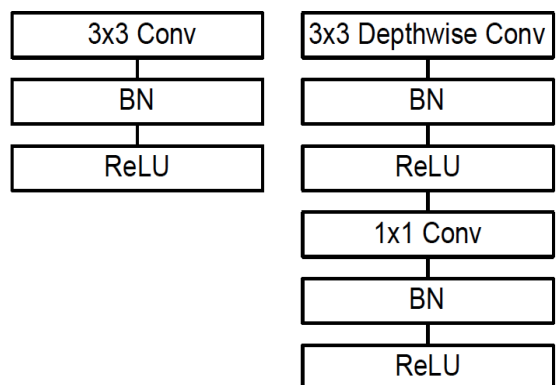 3x3 Conv
BN
ReLU
3x3 Depthwise Conv
BN
ReLU
1x1 Conv
BN
ReLU